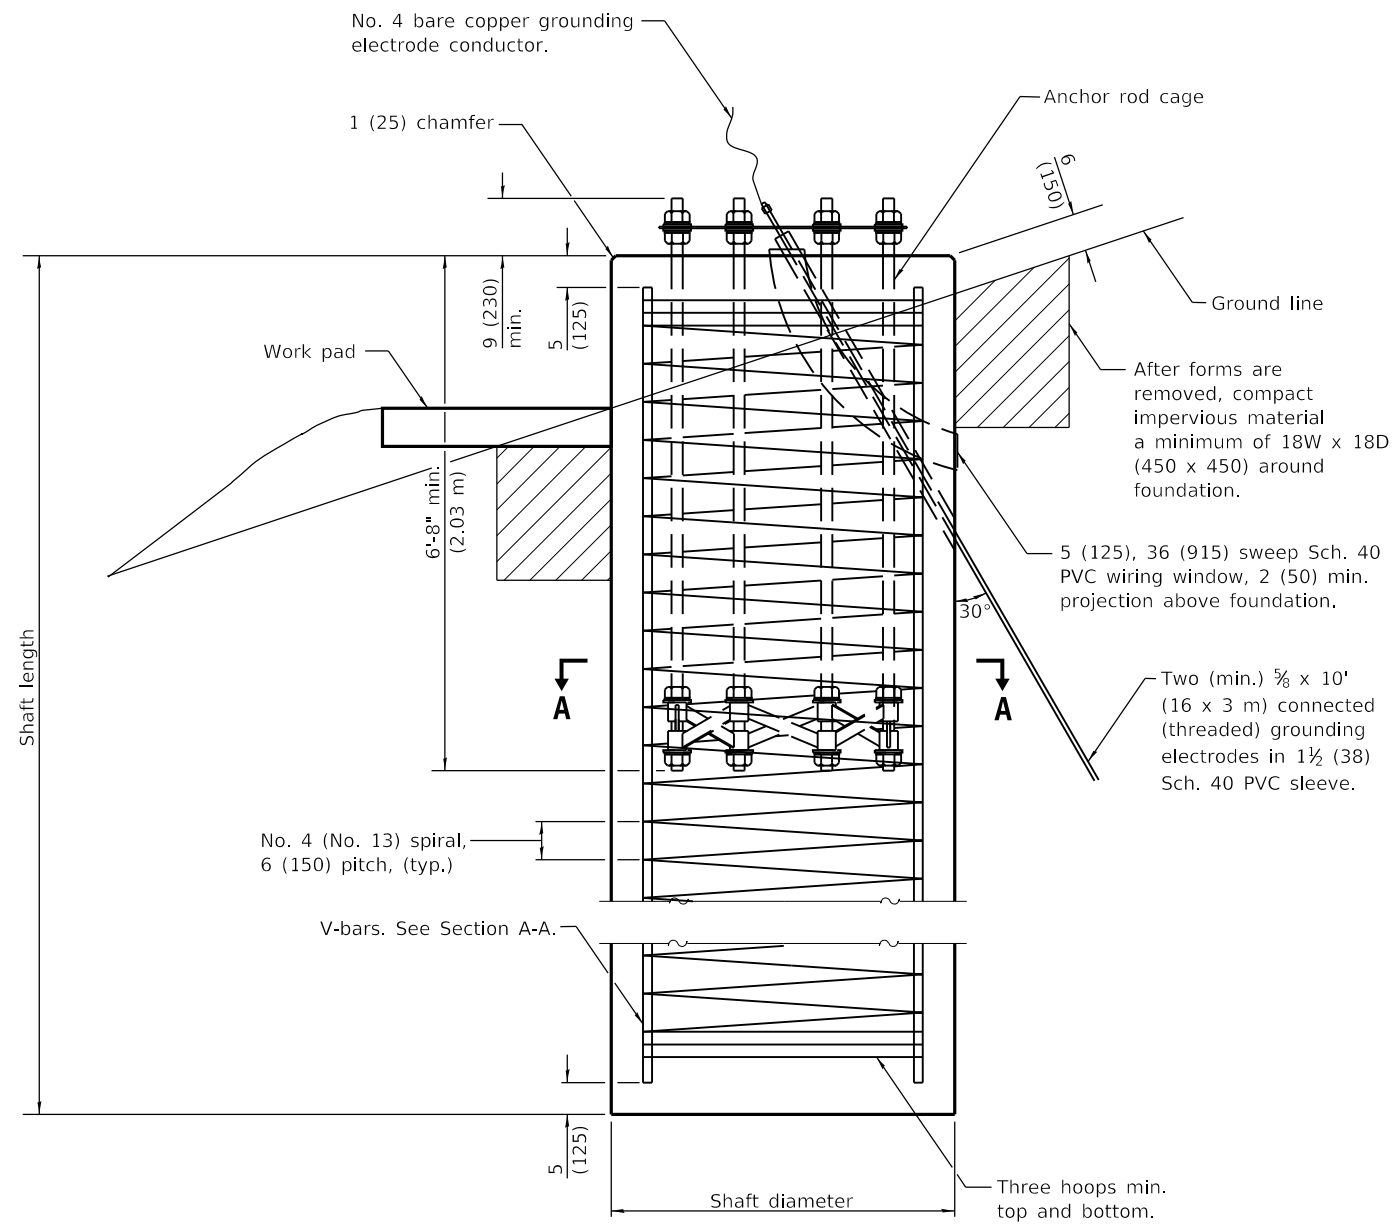 No. 4 bare copper grounding
electrode conductor.
Anchor rod cage
1 (25) chamfer
6
(150)
9 (230)
min.
5
(125)
Ground line
Work pad
After forms are
removed, compact
impervious material
a minimum of 18W x 18D
(450 x 450) around
foundation.
6'-8" min.
(2.03 m)
5 (125), 36 (915) sweep Sch. 40
PVC wiring window, 2 (50) min.
projection above foundation.
30°
Shaft length
A
A
Two (min.) ⅝ x 10'
(16 x 3 m) connected
(threaded) grounding
electrodes in 1½ (38)
Sch. 40 PVC sleeve.
No. 4 (No. 13) spiral,
6 (150) pitch, (typ.)
V-bars. See Section A-A.
5
(125)
Shaft diameter
Three hoops min.
top and bottom.